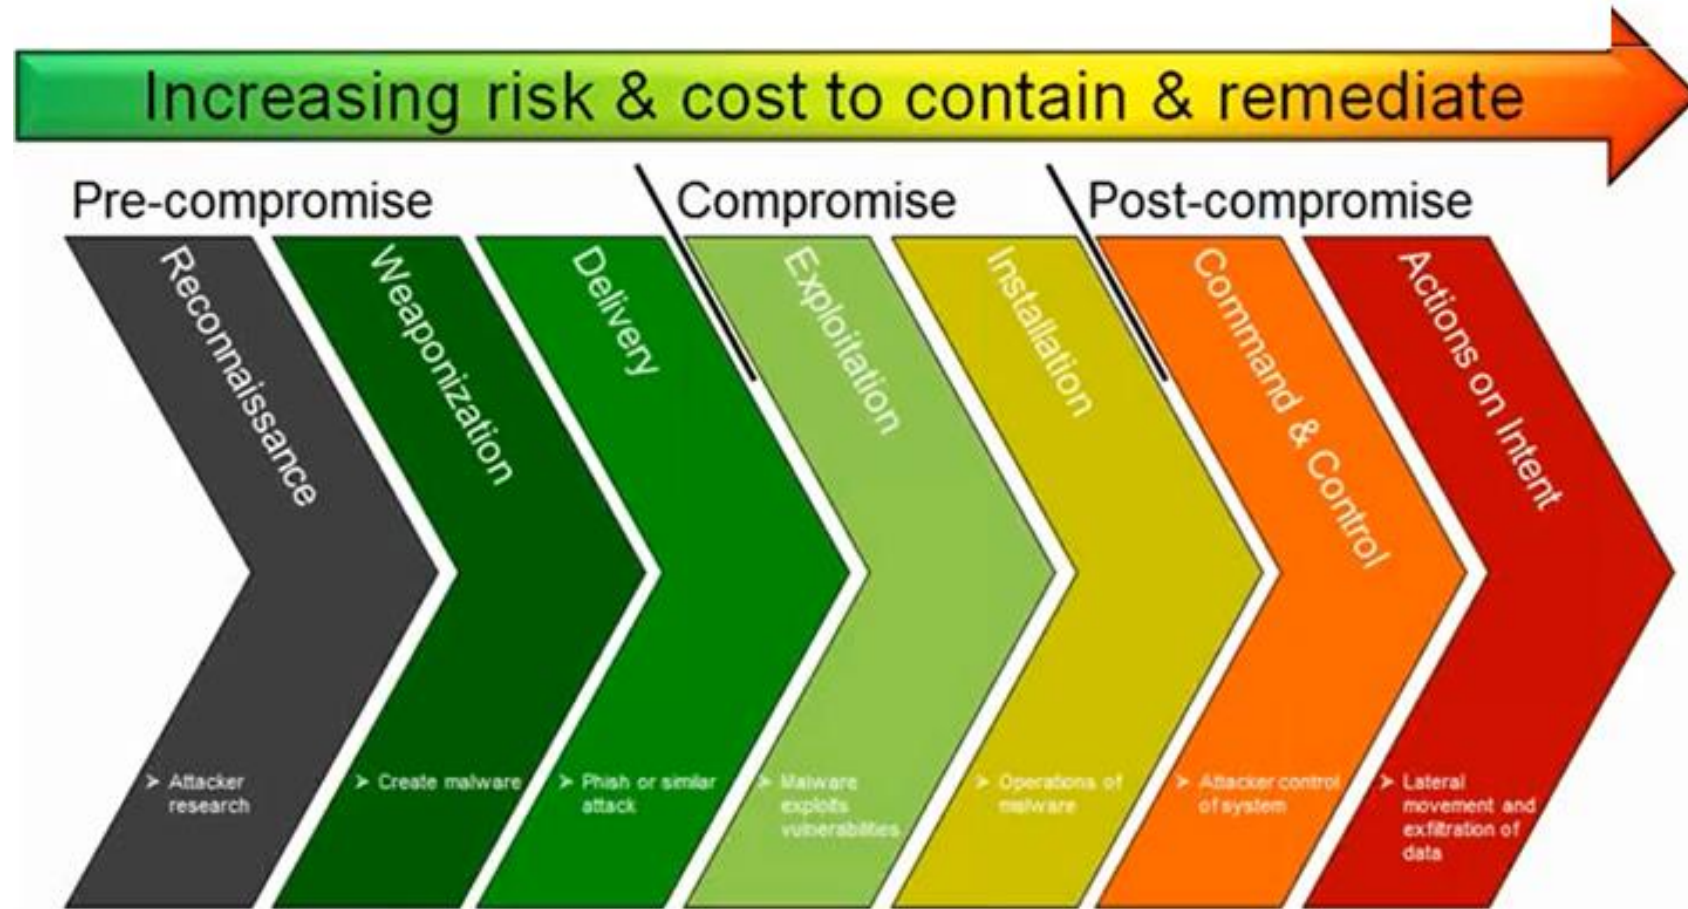 Increasing risk & cost to contain & remediate
Pre-compromise
Compromise
Post-compromise
Reconnaissance
Weaponization
Delivery
Exploitation
Installation
Command & Control
Actions on Intent
➢ Attacker
research
➢ Create malware
➢ Phish or similar
attack
➢ Malware
exploits
vulnerabilities
➢ Operations of
malware
➢ Attacker control
of system
➢ Lateral
movement and
exfiltration of
data